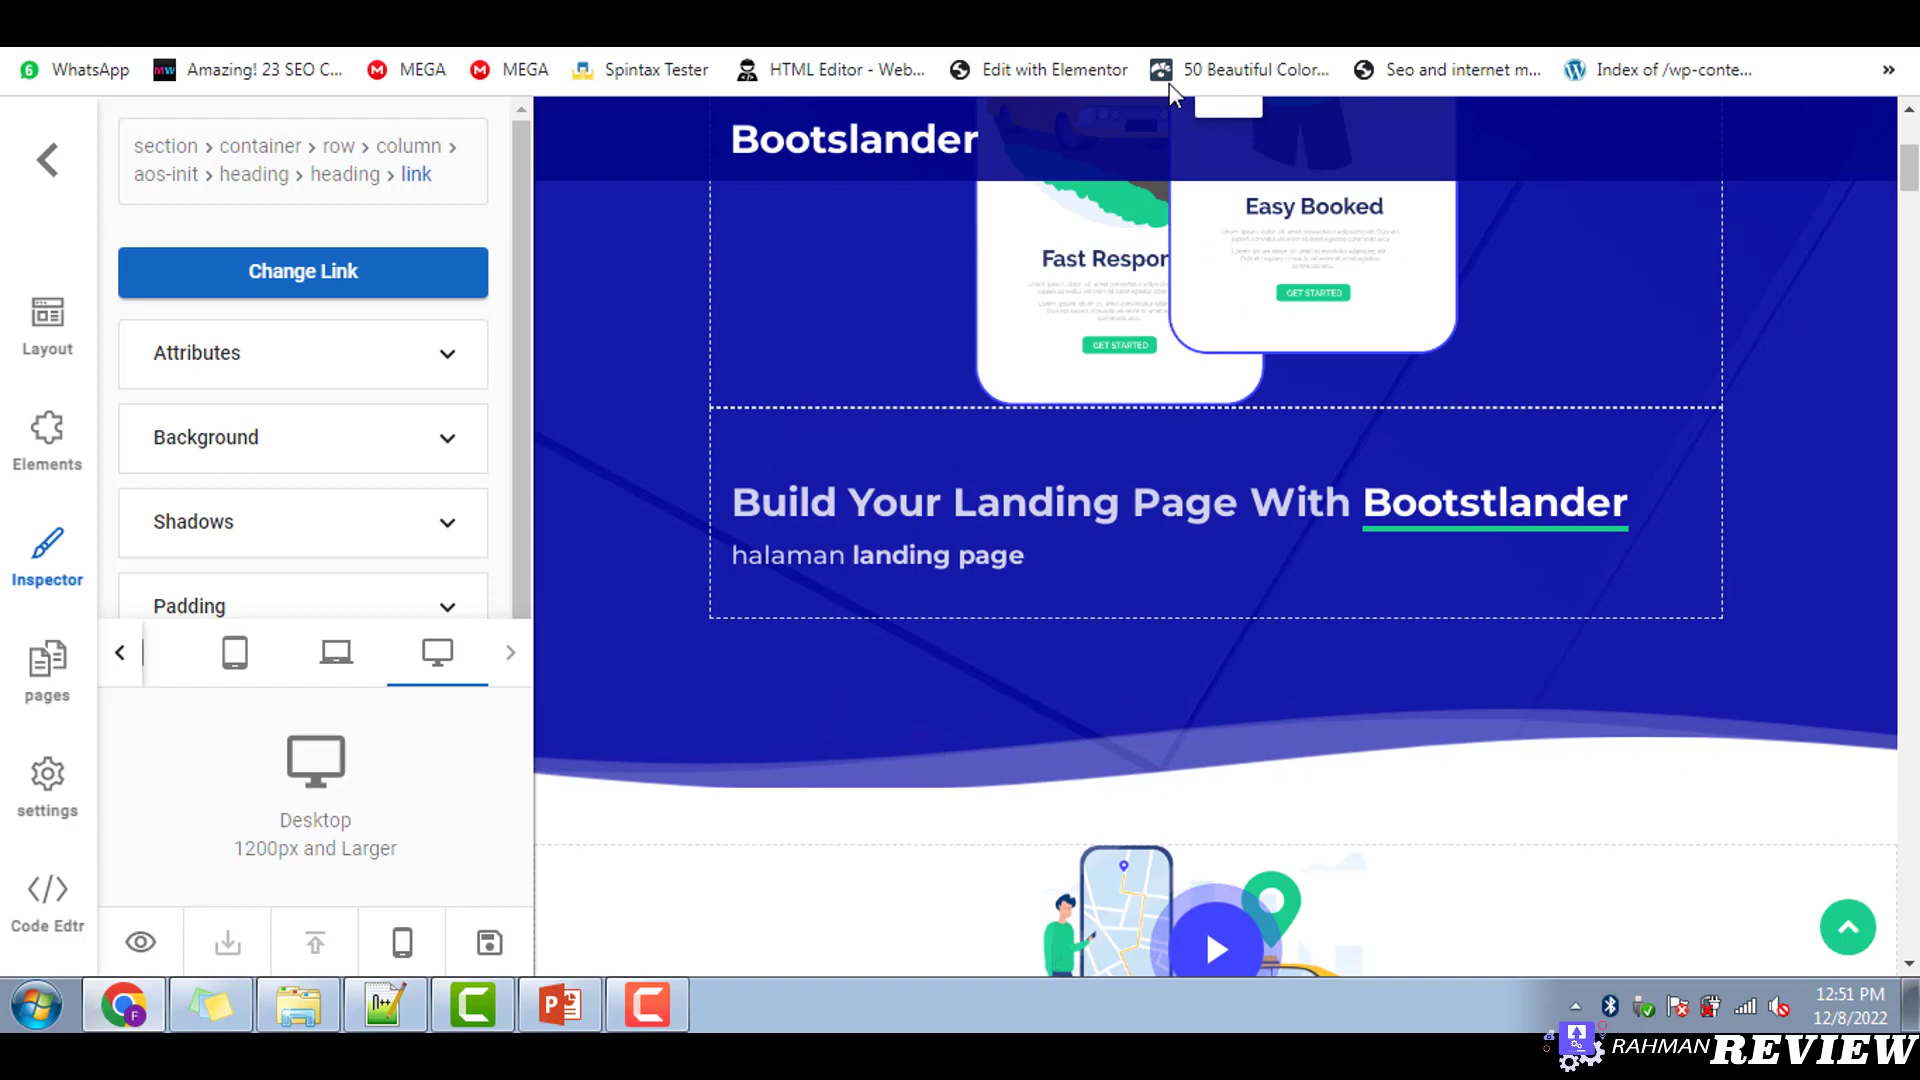 WhatsApp
Amazing! 23 SEO C...
MEGA
MEGA
Spintax Tester
HTML Editor - Web...
Edit with Elementor
50 Beautiful Color...
Seo and internet m...
Index of /wp-conte...
»
section > container > row > column >
aos-init > heading > heading > link
Change Link
Attributes
Background
Shadows
Padding
Layout
Elements
Inspector
pages
settings
Code Edtr
Desktop
1200px and Larger
Bootslander
Easy Booked
GET STARTED
Fast Respon
GET STARTED
Build Your Landing Page With Bootstlander
halaman landing page
12:51 PM
12/8/2022
RAHMAN REVIEW